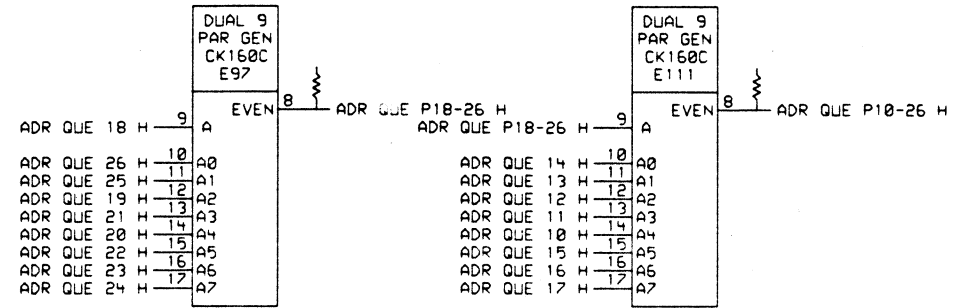 DUAL 9
PAR GEN
CK160C
E97
EVEN 8 ADR QUE P18-26 H
ADR QUE 18 H 9 A
ADR QUE 26 H 10 A0
ADR QUE 25 H 11 A1
ADR QUE 19 H 12 A2
ADR QUE 21 H 13 A3
ADR QUE 20 H 14 A4
ADR QUE 22 H 15 A5
ADR QUE 23 H 16 A6
ADR QUE 24 H 17 A7
DUAL 9
PAR GEN
CK160C
E111
EVEN 8 ADR QUE P10-26 H
ADR QUE P18-26 H 9 A
ADR QUE 14 H 10 A0
ADR QUE 13 H 11 A1
ADR QUE 12 H 12 A2
ADR QUE 11 H 13 A3
ADR QUE 10 H 14 A4
ADR QUE 15 H 15 A5
ADR QUE 16 H 16 A6
ADR QUE 17 H 17 A7